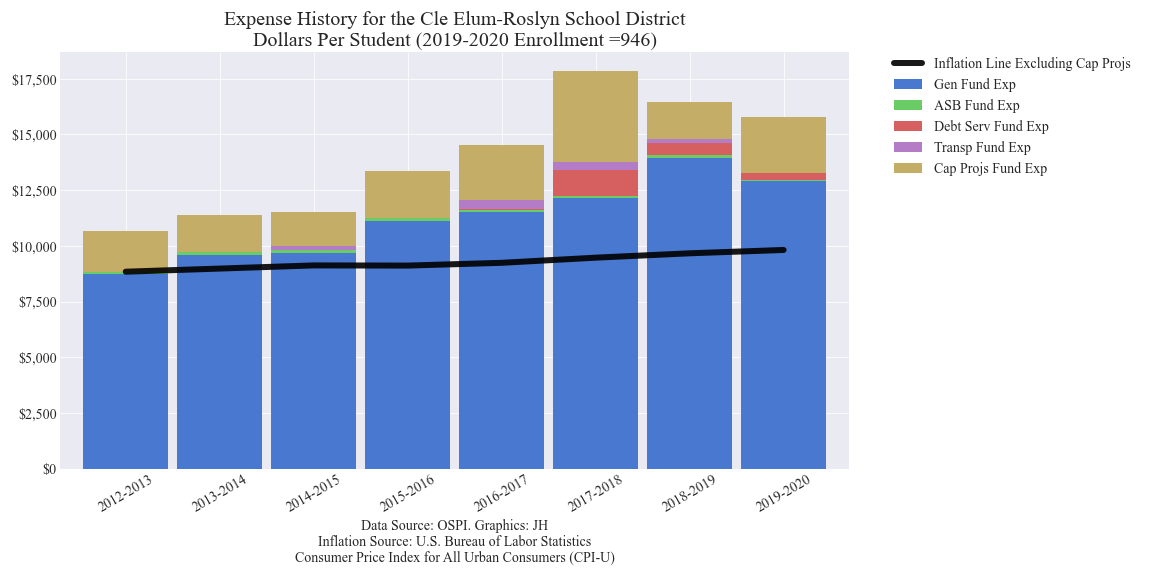 Expense History for the Cle Elum-Roslyn School District
Dollars Per Student (2019-2020 Enrollment =946)
$17,500
$15,000
$12,500
$10,000
$7,500
$5,000
$2,500
$0
2012-2013
2013-2014
2014-2015
2015-2016
2016-2017
2017-2018
2018-2019
2019-2020
Inflation Line Excluding Cap Projs
Gen Fund Exp
ASB Fund Exp
Debt Serv Fund Exp
Transp Fund Exp
Cap Projs Fund Exp
Data Source: OSPI. Graphics: JH
Inflation Source: U.S. Bureau of Labor Statistics
Consumer Price Index for All Urban Consumers (CPI-U)